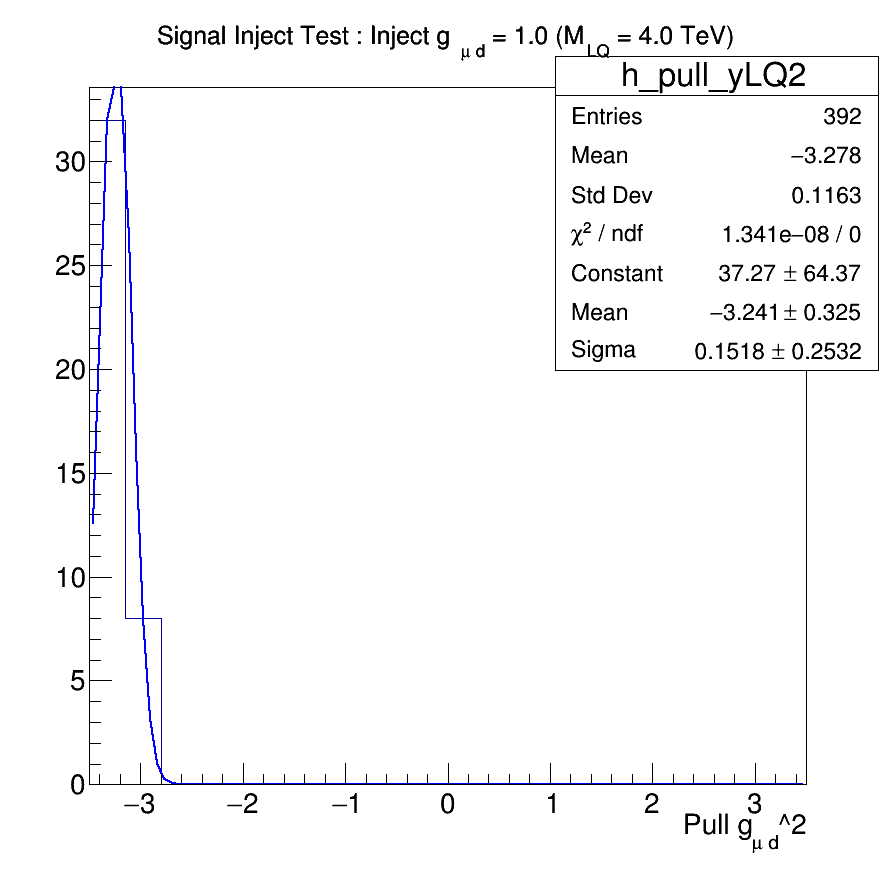 Signal Inject Test : Inject g μ d = 1.0 (M LQ = 4.0 TeV)
h_pull_yLQ2
Entries 392
Mean −3.278
Std Dev 0.1163
χ² / ndf 1.341e−08 / 0
Constant 37.27 ± 64.37
Mean −3.241 ± 0.325
Sigma 0.1518 ± 0.2532
30
25
20
15
10
5
0
−3 −2 −1 0 1 2 3
Pull g μ d ^2